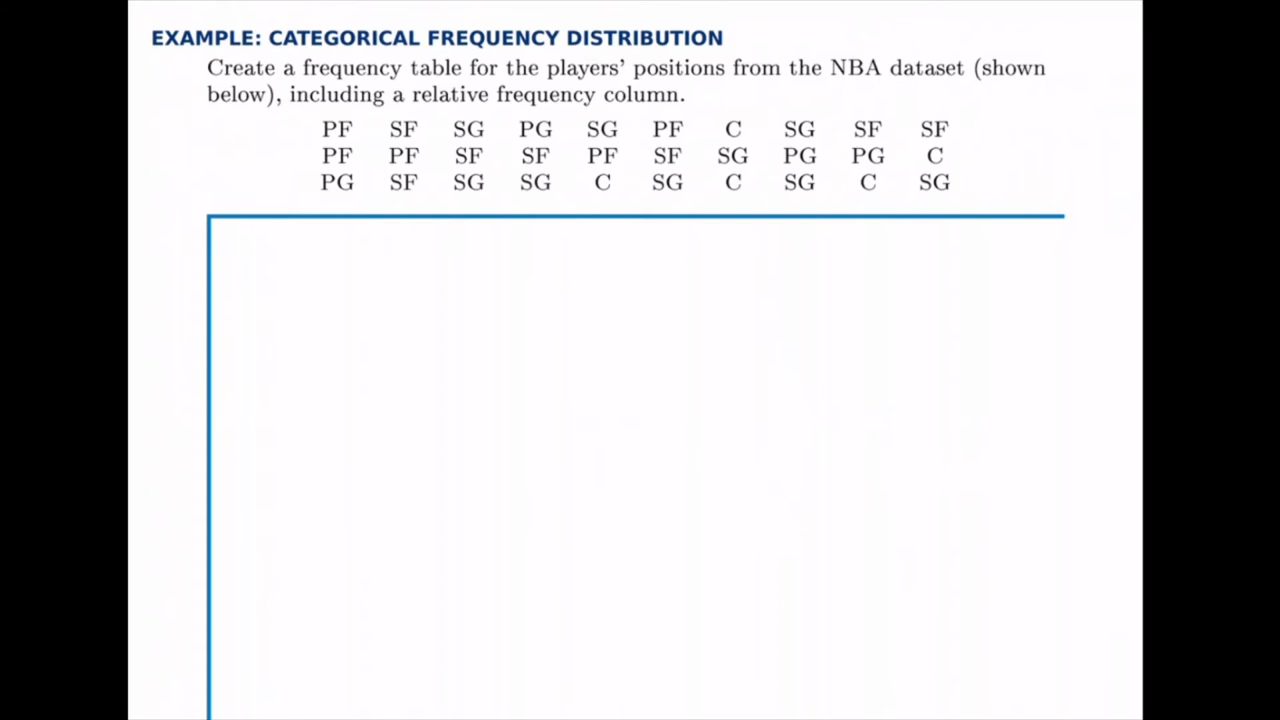 EXAMPLE: CATEGORICAL FREQUENCY DISTRIBUTION
Create a frequency table for the players’ positions from the NBA dataset (shown
below), including a relative frequency column.
PF SF SG PG SG PF C SG SF SF
PF PF SF SF PF SF SG PG PG C
PG SF SG SG C SG C SG C SG